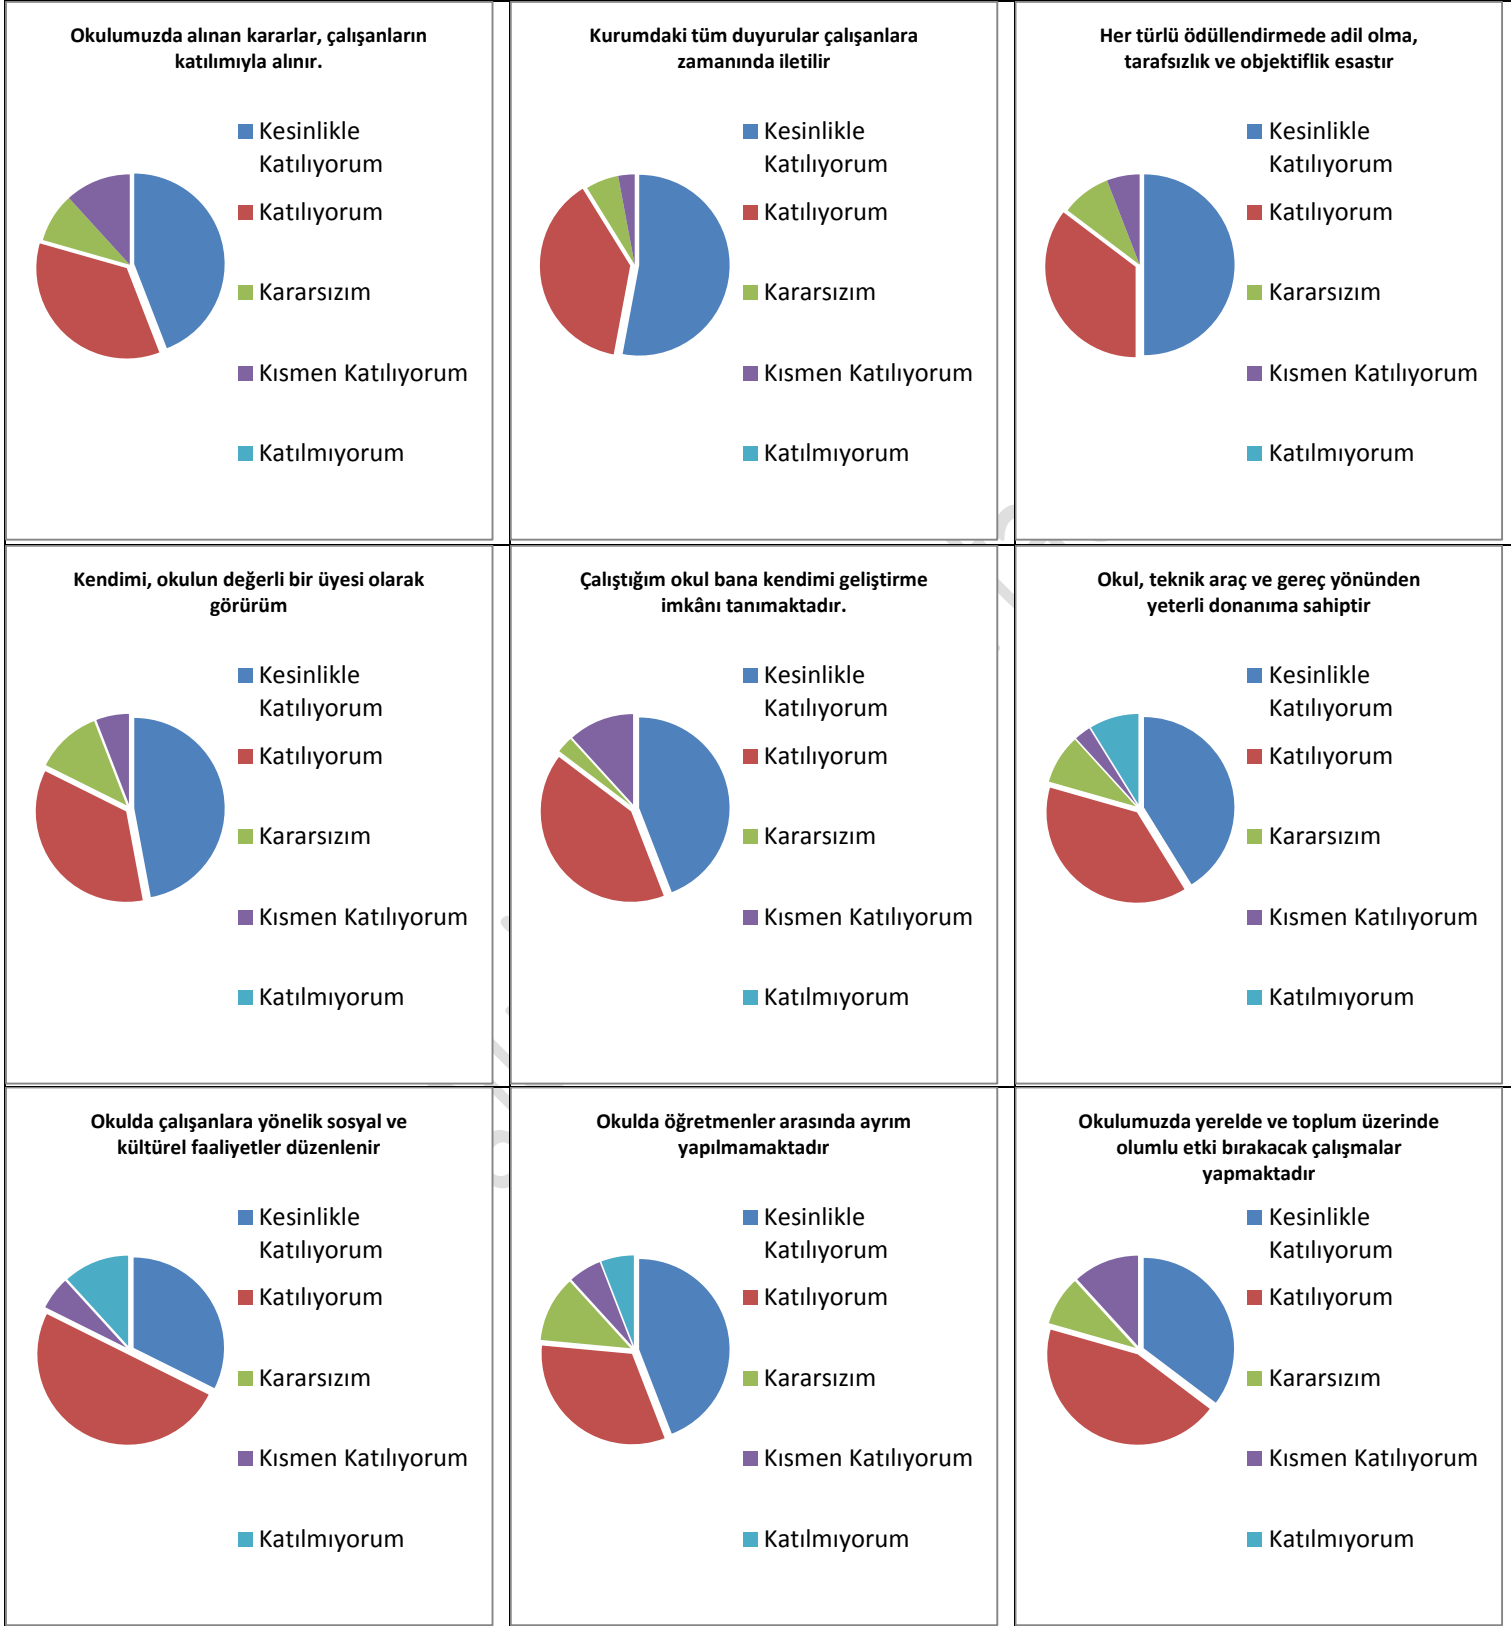 Okulumuzda alınan kararlar, çalışanların
katılımıyla alınır.
Kesinlikle
Katılıyorum
Katılıyorum
Kararsızım
Kısmen Katılıyorum
Katılmıyorum
Kurumdaki tüm duyurular çalışanlara
zamanında iletilir
Kesinlikle
Katılıyorum
Katılıyorum
Kararsızım
Kısmen Katılıyorum
Katılmıyorum
Her türlü ödüllendirmede adil olma,
tarafsızlık ve objektiflik esastır
Kesinlikle
Katılıyorum
Katılıyorum
Kararsızım
Kısmen Katılıyorum
Katılmıyorum
Kendimi, okulun değerli bir üyesi olarak
görürüm
Kesinlikle
Katılıyorum
Katılıyorum
Kararsızım
Kısmen Katılıyorum
Katılmıyorum
Çalıştığım okul bana kendimi geliştirme
imkânı tanımaktadır.
Kesinlikle
Katılıyorum
Katılıyorum
Kararsızım
Kısmen Katılıyorum
Katılmıyorum
Okul, teknik araç ve gereç yönünden
yeterli donanıma sahiptir
Kesinlikle
Katılıyorum
Katılıyorum
Kararsızım
Kısmen Katılıyorum
Katılmıyorum
Okulda çalışanlara yönelik sosyal ve
kültürel faaliyetler düzenlenir
Kesinlikle
Katılıyorum
Katılıyorum
Kararsızım
Kısmen Katılıyorum
Katılmıyorum
Okulda öğretmenler arasında ayrım
yapılmamaktadır
Kesinlikle
Katılıyorum
Katılıyorum
Kararsızım
Kısmen Katılıyorum
Katılmıyorum
Okulumuzda yerelde ve toplum üzerinde
olumlu etki bırakacak çalışmalar
yapmaktadır
Kesinlikle
Katılıyorum
Katılıyorum
Kararsızım
Kısmen Katılıyorum
Katılmıyorum